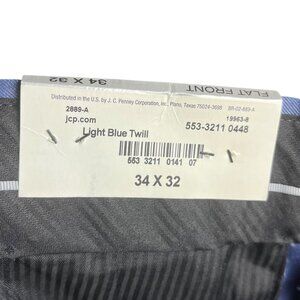 34 X 32
FLAT FRONT
Distributed in the U.S. by J. C. Penney Corporation, Inc., Plano, Texas 75024-3698
2889-A
19963-8
jcp.com
553-3211 0448
Light Blue Twill
553 3211 0141 07
34 X 32